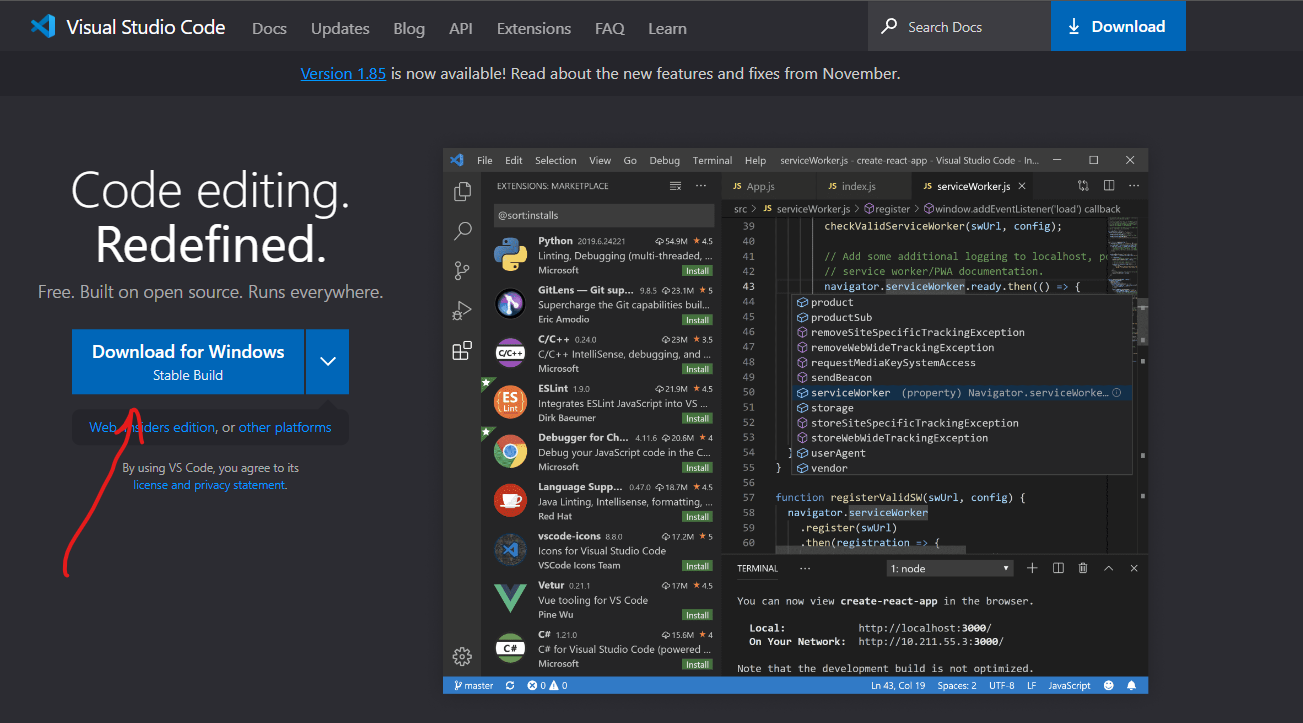 Visual Studio Code Docs Updates Blog API Extensions FAQ Learn Search Docs Download
Version 1.85 is now available! Read about the new features and fixes from November.
Code editing.
Redefined.
Free. Built on open source. Runs everywhere.
Download for Windows
Stable Build
Web, Insiders edition, or other platforms
By using VS Code, you agree to its
license and privacy statement.
File Edit Selection View Go Debug Terminal Help serviceWorker.js - create-react-app - Visual Studio Code - In...
EXTENSIONS: MARKETPLACE
@sort:installs
Python 2019.6.24221 54.9M 4.5
Linting, Debugging (multi-threaded, ...
Microsoft Install
GitLens — Git sup... 9.8.5 23.1M 5
Supercharge the Git capabilities buil...
Eric Amodio Install
C/C++ 0.24.0 23M 3.5
C/C++ IntelliSense, debugging, and ...
Microsoft Install
ESLint 1.9.0 21.9M 4.5
Integrates ESLint JavaScript into VS ...
Dirk Baeumer Install
Debugger for Ch... 4.11.6 20.6M 4
Debug your JavaScript code in the C...
Microsoft Install
Language Supp... 0.47.0 18.7M 4.5
Java Linting, Intellisense, formatting, ...
Red Hat Install
vscode-icons 8.8.0 17.2M 5
Icons for Visual Studio Code
VSCode Icons Team Install
Vetur 0.21.1 17M 4.5
Vue tooling for VS Code
Pine Wu Install
C# 1.21.0 15.6M 4
C# for Visual Studio Code (powered ...
Microsoft Install
C/C++
ES
Lint
C#
JS App.js JS index.js JS serviceWorker.js
src > JS serviceWorker.js > register > window.addEventListener('load') callback
39 checkValidServiceWorker(swUrl, config);
40
41 // Add some additional logging to localhost, po
42 // service worker/PWA documentation.
43 navigator.serviceWorker.ready.then(() => {
44 product
45 productSub
46 removeSiteSpecificTrackingException
47 removeWebWideTrackingException
48 requestMediaKeySystemAccess
49 sendBeacon
50 serviceWorker (property) Navigator.serviceWorke...
51 storage
52 storeSiteSpecificTrackingException
53 storeWebWideTrackingException
54 } userAgent
55 } vendor
56
57 function registerValidSW(swUrl, config) {
58 navigator.serviceWorker
59 .register(swUrl)
60 .then(registration => {
TERMINAL ... 1: node
You can now view create-react-app in the browser.
Local: http://localhost:3000/
On Your Network: http://10.211.55.3:3000/
Note that the development build is not optimized.
master 0 0 Ln 43, Col 19 Spaces: 2 UTF-8 LF JavaScript